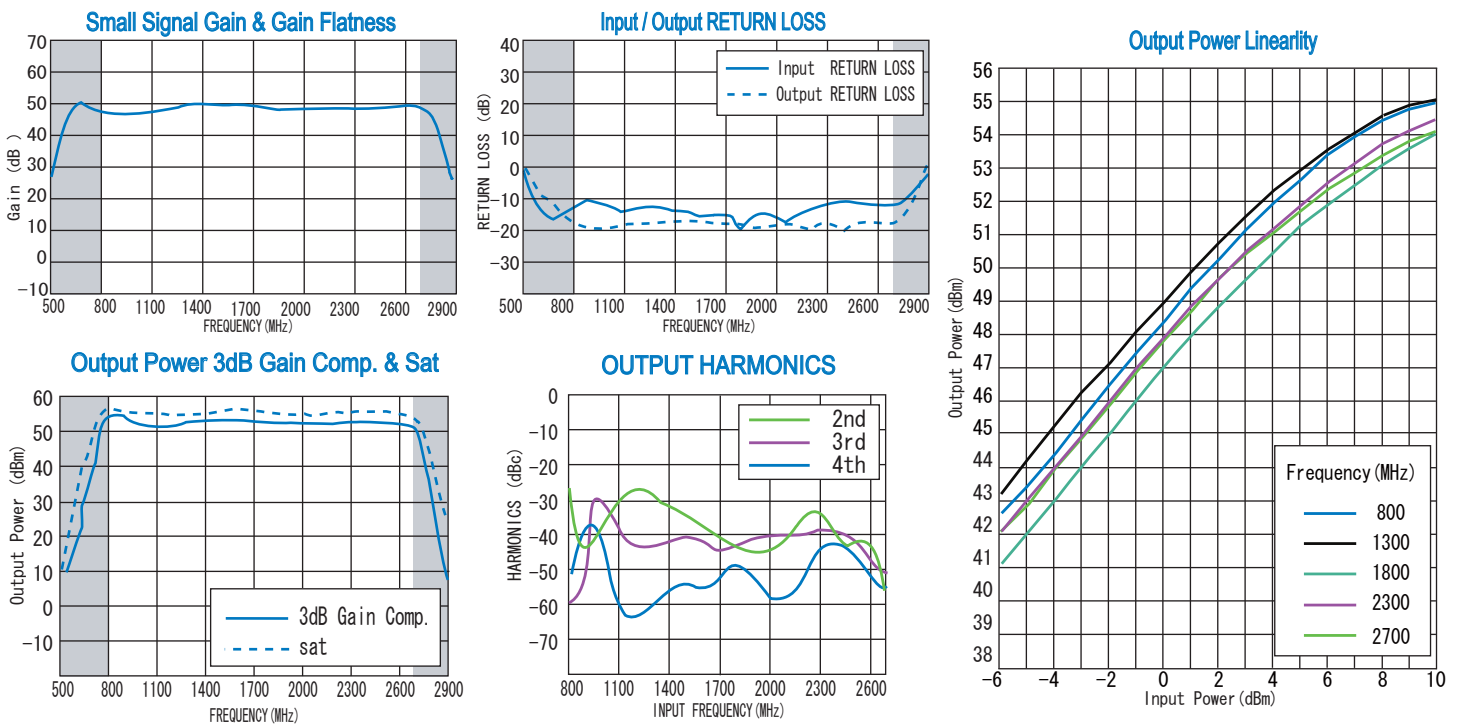 Small Signal Gain & Gain Flatness
70
60
50
40
30
20
10
0
−10
Gain (dB)
500 800 1100 1400 1700 2000 2300 2600 2900
FREQUENCY(MHz)
Input / Output RETURN LOSS
40
30
20
10
0
−10
−20
−30
RETURN LOSS (dB)
Input RETURN LOSS
Output RETURN LOSS
500 800 1100 1400 1700 2000 2300 2900
FREQUENCY(MHz)
Output Power 3dB Gain Comp. & Sat
60
50
40
30
20
10
0
−10
Output Power (dBm)
3dB Gain Comp.
sat
500 800 1100 1400 1700 2000 2300 2600 2900
FREQUENCY(MHz)
OUTPUT HARMONICS
0
−10
−20
−30
−40
−50
−60
−70
HARMONICS (dBc)
2nd
3rd
4th
800 1100 1400 1700 2000 2300 2600
INPUT FREQUENCY(MHz)
Output Power Linearlity
56
55
54
53
52
51
50
49
48
47
46
45
44
43
42
41
40
39
38
Output Power (dBm)
Frequency(MHz)
800
1300
1800
2300
2700
−6 −4 −2 0 2 4 6 8 10
Input Power(dBm)